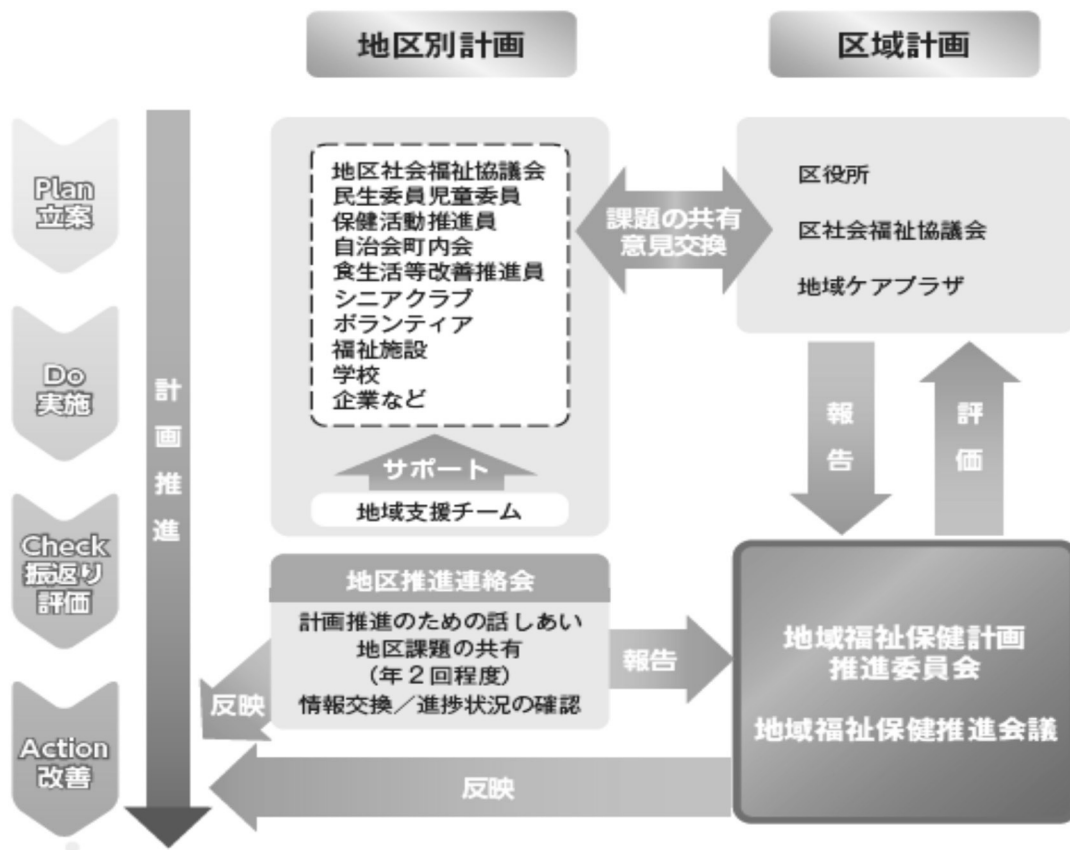 地区別計画
区域計画
Plan
立案
Do
実施
Check
振返り
評価
Action
改善
計画推進
地区社会福祉協議会
民生委員児童委員
保健活動推進員
自治会町内会
食生活等改善推進員
シニアクラブ
ボランティア
福祉施設
学校
企業など
サポート
地域支援チーム
課題の共有
意見交換
区役所
区社会福祉協議会
地域ケアプラザ
報告
評価
地区推進連絡会
計画推進のための話しあい
地区課題の共有
(年2回程度)
情報交換/進捗状況の確認
反映
報告
地域福祉保健計画
推進委員会
地域福祉保健推進会議
反映